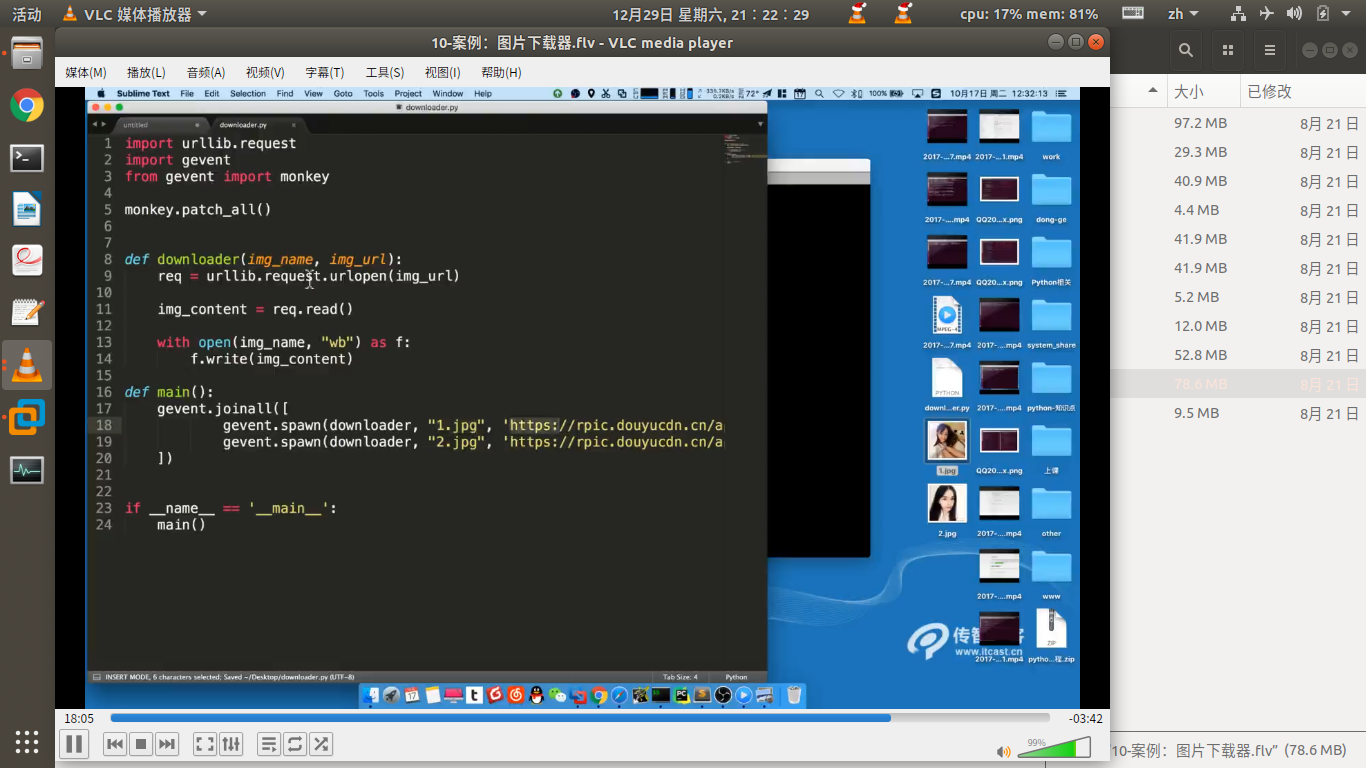 活动
VLC 媒体播放器
12月29日 星期六, 21：22：29
cpu: 17% mem: 81%
zh
10-案例：图片下载器.flv - VLC media player
媒体(M) 播放(L) 音频(A) 视频(V) 字幕(T) 工具(S) 视图(I) 帮助(H)
Sublime Text File Edit Selection Find View Goto Tools Project Window Help
72° 100% 10月17日 周二 12:32:13
downloader.py
untitled
downloader.py
1 import urllib.request
2 import gevent
3 from gevent import monkey
4
5 monkey.patch_all()
6
7
8 def downloader(img_name, img_url):
9 req = urllib.request.urlopen(img_url)
10
11 img_content = req.read()
12
13 with open(img_name, "wb") as f:
14 f.write(img_content)
15
16 def main():
17 gevent.joinall([
18 gevent.spawn(downloader, "1.jpg", 'https://rpic.douyucdn.cn/a
19 gevent.spawn(downloader, "2.jpg", 'https://rpic.douyucdn.cn/a
20 ])
21
22
23 if __name__ == '__main__':
24 main()
INSERT MODE, 6 characters selected: Saved ~/Desktop/downloader.py (UTF-8)
Tab Size: 4
Python
2017-...7.mp4 2017-...1.mp4 work
2017-....mp4 QQ20...x.png dong-ge
2017-...7.mp4 QQ20...x.png Python相关
MPEG-4
2017-...7.mp4 2017-....mp4 system_share
PYTHON
downl...er.py 2017-....mp4 python-知识点
1.jpg QQ20...x.png 上课
2.jpg 2017-....mp4 other
2017-....mp4 www
ZIP
2017-...1.mp4 pytho...程.zip
传智
客
www.itcast.cn
18:05
-03:42
99%
大小 已修改
97.2 MB 8月 21 日
29.3 MB 8月 21 日
40.9 MB 8月 21 日
4.4 MB 8月 21 日
41.9 MB 8月 21 日
41.9 MB 8月 21 日
5.2 MB 8月 21 日
12.0 MB 8月 21 日
52.8 MB 8月 21 日
78.6 MB 8月 21 日
9.5 MB 8月 21 日
“10-案例：图片下载器.flv” (78.6 MB)